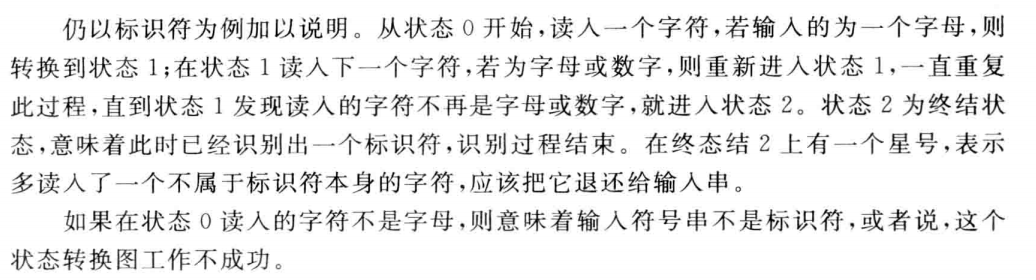 仍以标识符为例加以说明。从状态0开始,读入一个字符,若输入的为一个字母,则
转换到状态1;在状态1读入下一个字符,若为字母或数字,则重新进入状态1,一直重复
此过程,直到状态1发现读入的字符不再是字母或数字,就进入状态2。状态2为终结状
态,意味着此时已经识别出一个标识符,识别过程结束。在终态结2上有一个星号,表示
多读入了一个不属于标识符本身的字符,应该把它退还给输入串。
如果在状态0读入的字符不是字母,则意味着输入符号串不是标识符,或者说,这个
状态转换图工作不成功。